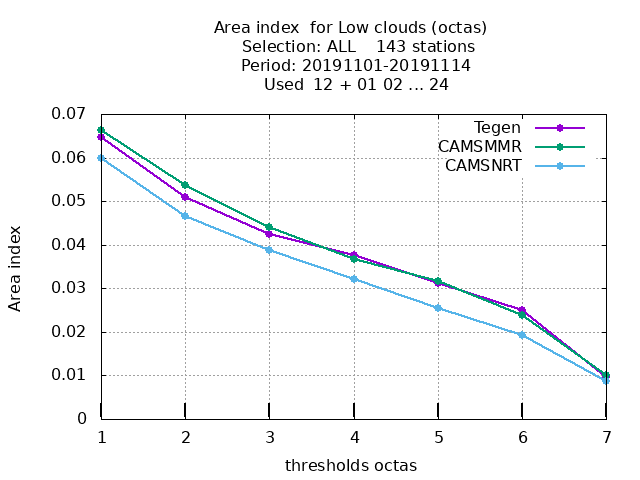 Area index  for Low clouds (octas)
Selection: ALL    143 stations
Period: 20191101-20191114
Used  12 + 01 02 ... 24
0.07
Tegen
CAMSMMR
0.06
CAMSNRT
0.05
0.04
Area index
0.03
0.02
0.01
0
1 2 3 4 5 6 7
thresholds octas